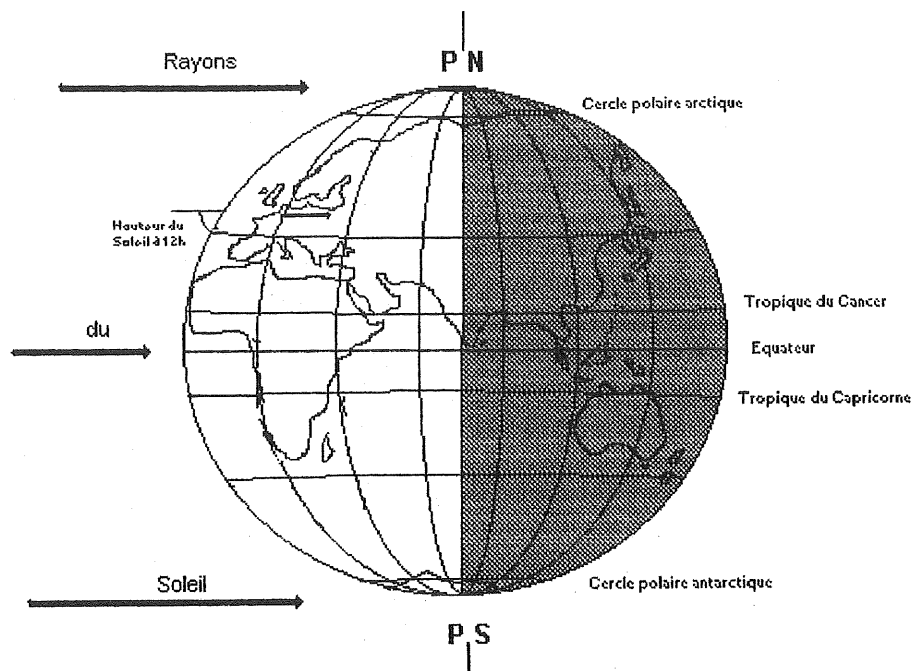 P N
Rayons
Cercle polaire arctique
Hauteur du
Soleil à 12h
Tropique du Cancer
du
Equateur
Tropique du Capricorne
Soleil
Cercle polaire antarctique
P S